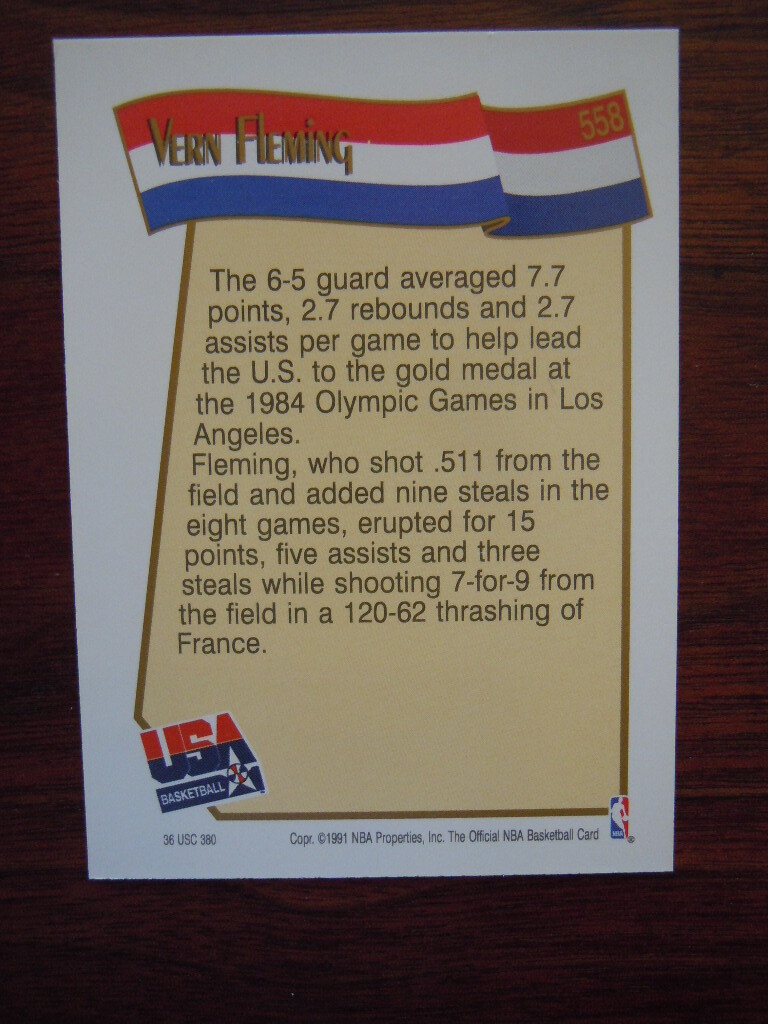 Vern Fleming
558
The 6-5 guard averaged 7.7
points, 2.7 rebounds and 2.7
assists per game to help lead
the U.S. to the gold medal at
the 1984 Olympic Games in Los
Angeles.
Fleming, who shot .511 from the
field and added nine steals in the
eight games, erupted for 15
points, five assists and three
steals while shooting 7-for-9 from
the field in a 120-62 thrashing of
France.
USA
BASKETBALL
36 USC 380
Copr. ©1991 NBA Properties, Inc. The Official NBA Basketball Card
NBA
®